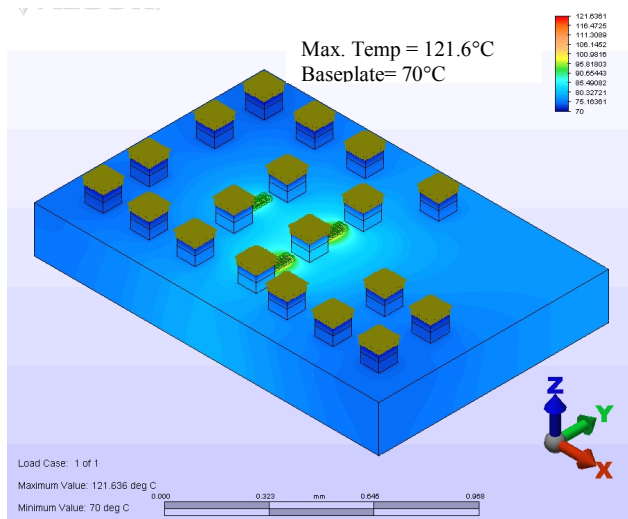 Max. Temp = 121.6°C
Baseplate= 70°C
121.6361
116.4725
111.3089
106.1452
100.9816
95.81803
90.65443
85.49082
80.32721
75.16361
70
Z
Y
X
Load Case: 1 of 1
Maximum Value: 121.636 deg C
Minimum Value: 70 deg C
0.000 0.323 mm 0.645 0.968